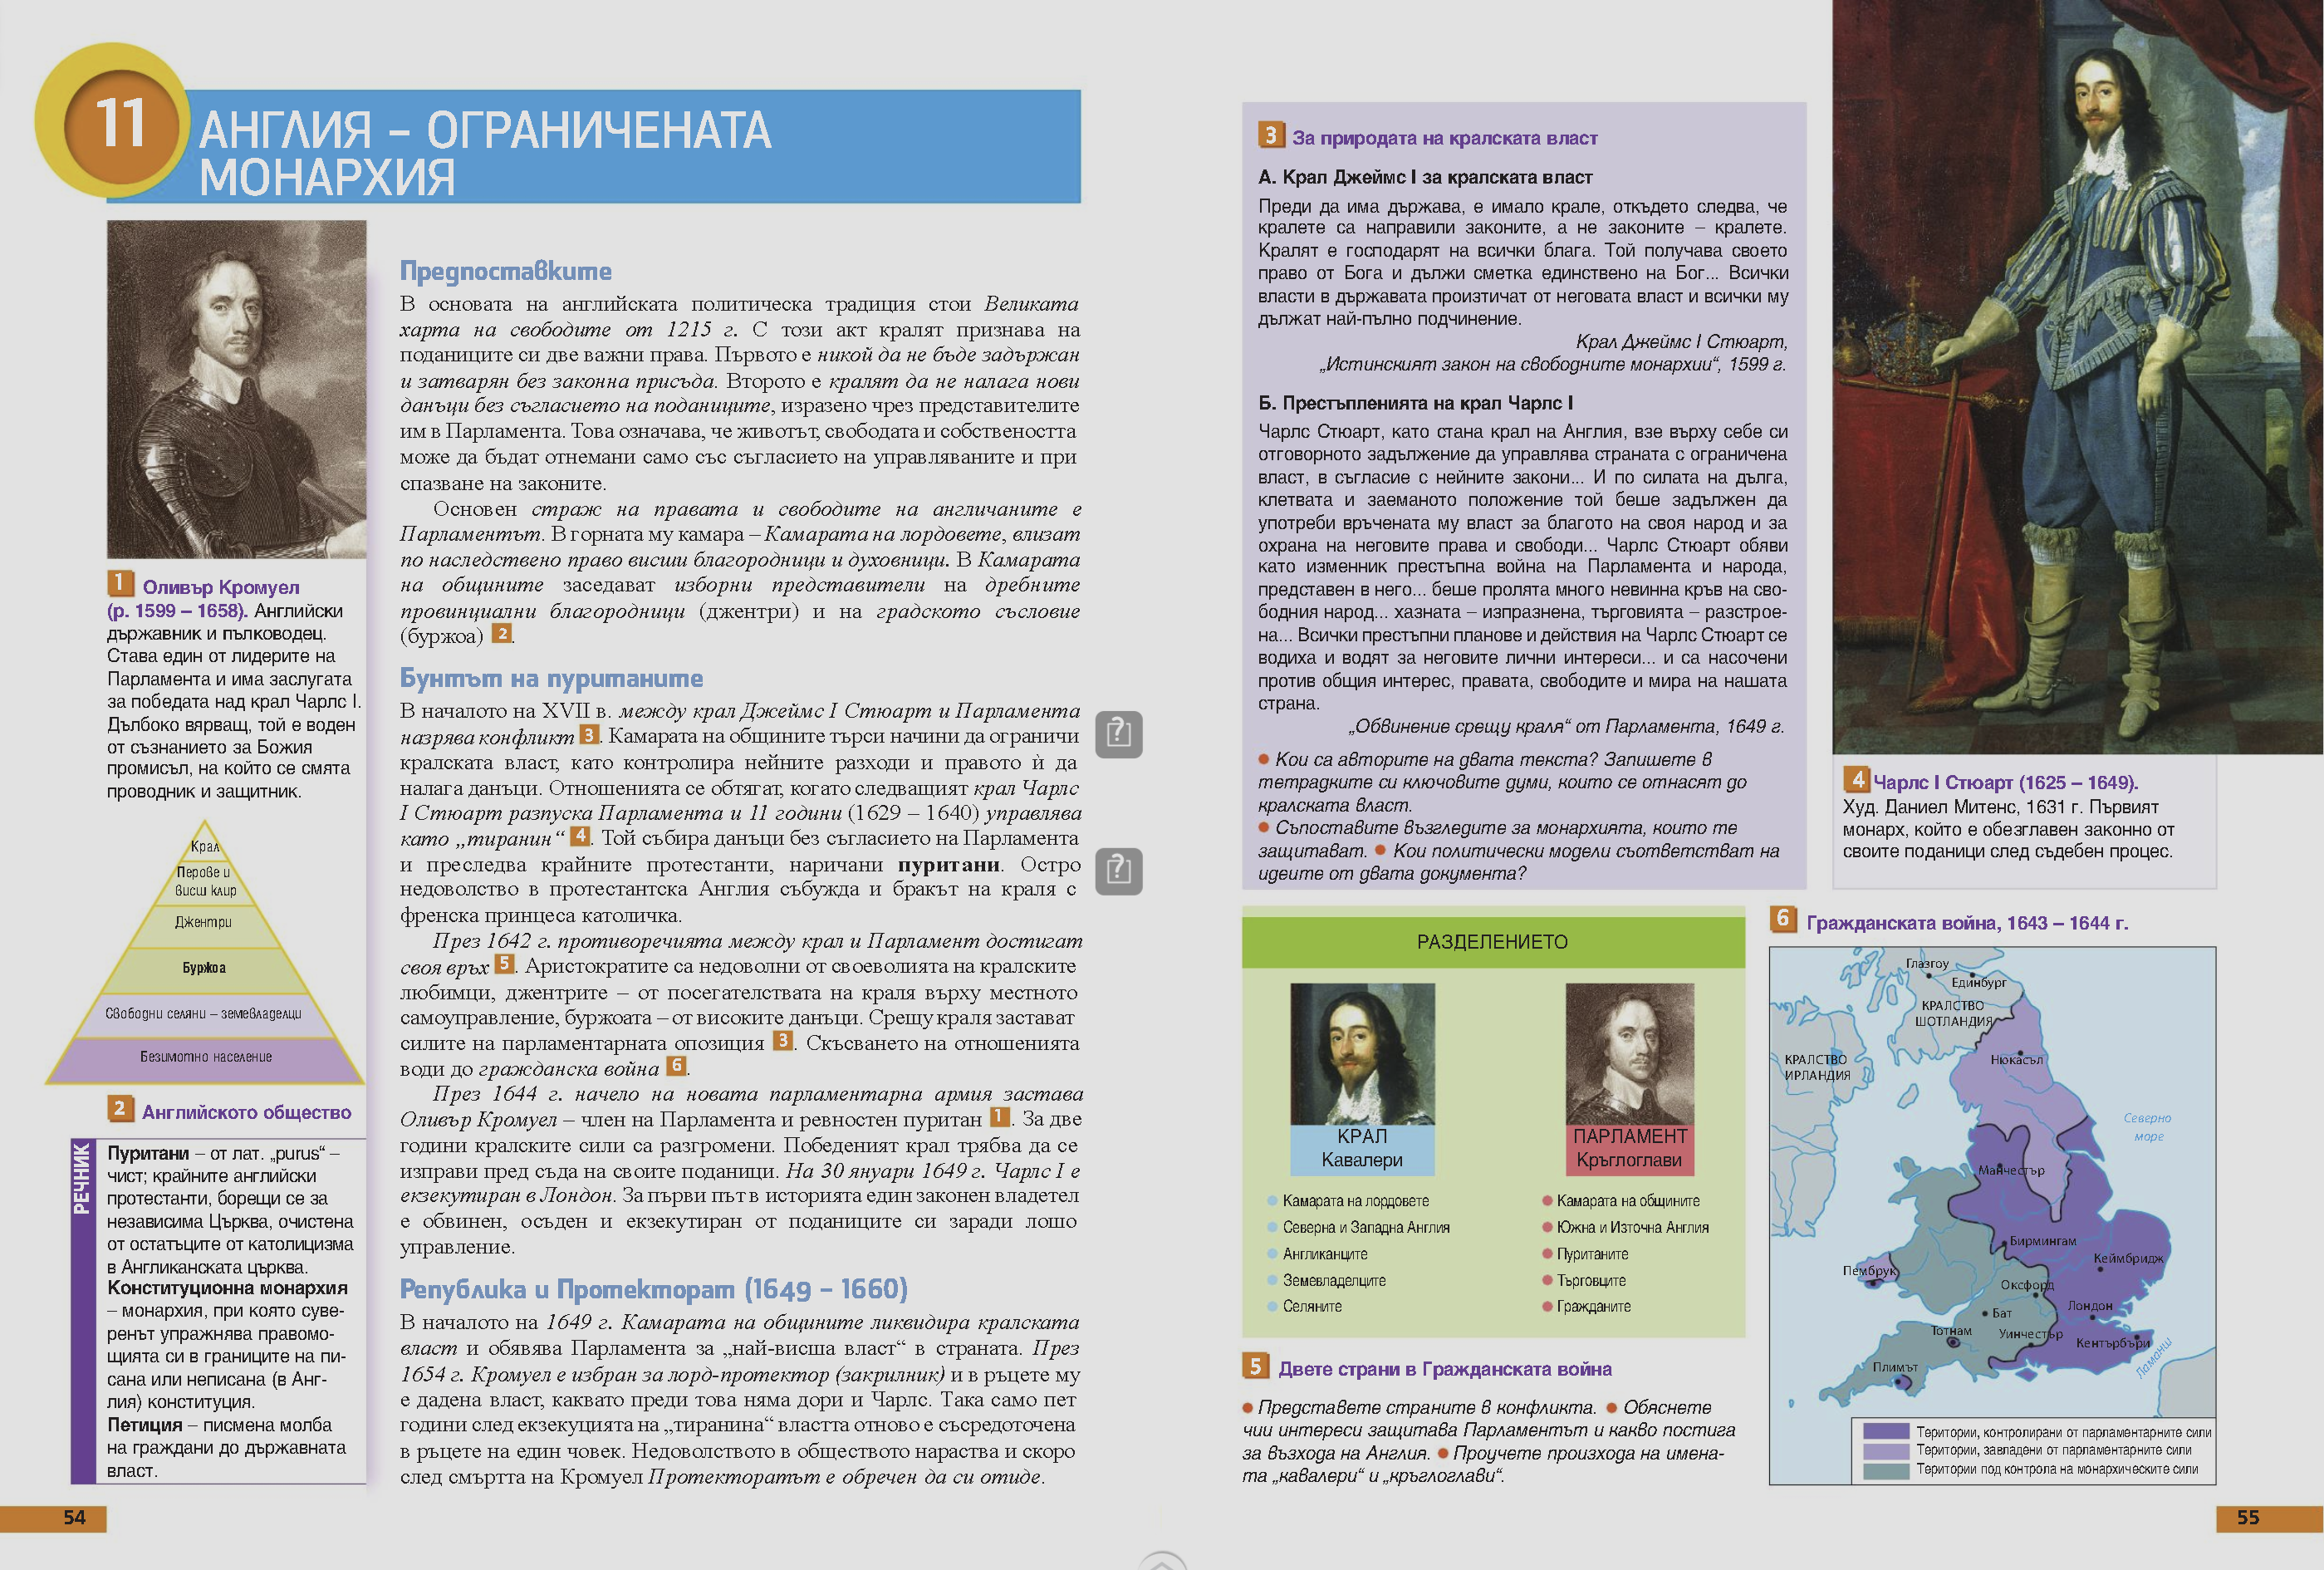 11
АНГЛИЯ – ОГРАНИЧЕНАТА
МОНАРХИЯ
1 Оливър Кромуел
(р. 1599 – 1658). Английски
държавник и пълководец.
Става един от лидерите на
Парламента и има заслугата
за победата над крал Чарлс I.
Дълбоко вярващ, той е воден
от съзнанието за Божия
промисъл, на който се смята
проводник и защитник.
Крал
Перове и
висш клир
Джентри
Буржоа
Свободни селяни – земевладелци
Безимотно население
2 Английското общество
РЕЧНИК
Пуритани – от лат. „purus“ –
чист; крайните английски
протестанти, борещи се за
независима Църква, очистена
от остатъците от католицизма
в Англиканската църква.
Конституционна монархия
– монархия, при която суве-
ренът упражнява правомо-
щията си в границите на пи-
сана или неписана (в Анг-
лия) конституция.
Петиция – писмена молба
на граждани до държавната
власт.
54
Предпоставките
В основата на английската политическа традиция стои Великата
харта на свободите от 1215 г. С този акт кралят признава на
поданиците си две важни права. Първото е никой да не бъде задържан
и затварян без законна присъда. Второто е кралят да не налага нови
данъци без съгласието на поданиците, изразено чрез представителите
им в Парламента. Това означава, че животът, свободата и собствеността
може да бъдат отнемани само със съгласието на управляваните и при
спазване на законите.
Основен страж на правата и свободите на англичаните е
Парламентът. В горната му камара – Камарата на лордовете, влизат
по наследствено право висши благородници и духовници. В Камарата
на общините заседават изборни представители на дребните
провинциални благородници (джентри) и на градското съсловие
(буржоа) 2.
Бунтът на пуританите
В началото на XVII в. между крал Джеймс I Стюарт и Парламента
назрява конфликт 3. Камарата на общините търси начини да ограничи
кралската власт, като контролира нейните разходи и правото ѝ да
налага данъци. Отношенията се обтягат, когато следващият крал Чарлс
I Стюарт разпуска Парламента и 11 години (1629 – 1640) управлява
като „тиранин“ 4. Той събира данъци без съгласието на Парламента
и преследва крайните протестанти, наричани пуритани. Остро
недоволство в протестантска Англия събужда и бракът на краля с
френска принцеса католичка.
През 1642 г. противоречията между крал и Парламент достигат
своя връх 5. Аристократите са недоволни от своеволията на кралските
любимци, джентрите – от посегателствата на краля върху местното
самоуправление, буржоата – от високите данъци. Срещу краля застават
силите на парламентарната опозиция 3. Скъсването на отношенията
води до гражданска война 6.
През 1644 г. начело на новата парламентарна армия застава
Оливър Кромуел – член на Парламента и ревностен пуритан 1. За две
години кралските сили са разгромени. Победеният крал трябва да се
изправи пред съда на своите поданици. На 30 януари 1649 г. Чарлс I е
екзекутиран в Лондон. За първи път в историята един законен владетел
е обвинен, осъден и екзекутиран от поданиците си заради лошо
управление.
Република и Протекторат (1649 – 1660)
В началото на 1649 г. Камарата на общините ликвидира кралската
власт и обявява Парламента за „най-висша власт“ в страната. През
1654 г. Кромуел е избран за лорд-протектор (закрилник) и в ръцете му
е дадена власт, каквато преди това няма дори и Чарлс. Така само пет
години след екзекуцията на „тиранина“ властта отново е съсредоточена
в ръцете на един човек. Недоволството в обществото нараства и скоро
след смъртта на Кромуел Протекторатът е обречен да си отиде.
3 За природата на кралската власт
А. Крал Джеймс I за кралската власт
Преди да има държава, е имало крале, откъдето следва, че
кралете са направили законите, а не законите – кралете.
Кралят е господарят на всички блага. Той получава своето
право от Бога и дължи сметка единствено на Бог... Всички
власти в държавата произтичат от неговата власт и всички му
дължат най-пълно подчинение.
Крал Джеймс I Стюарт,
„Истинският закон на свободните монархии“, 1599 г.
Б. Престъпленията на крал Чарлс I
Чарлс Стюарт, като стана крал на Англия, взе върху себе си
отговорното задължение да управлява страната с ограничена
власт, в съгласие с нейните закони... И по силата на дълга,
клетвата и заеманото положение той беше задължен да
употреби връчената му власт за благото на своя народ и за
охрана на неговите права и свободи... Чарлс Стюарт обяви
като изменник престъпна война на Парламента и народа,
представен в него... беше пролята много невинна кръв на сво-
бодния народ... хазната – изпразнена, търговията – разстрое-
на... Всички престъпни планове и действия на Чарлс Стюарт се
водиха и водят за неговите лични интереси... и са насочени
против общия интерес, правата, свободите и мира на нашата
страна.
„Обвинение срещу краля“ от Парламента, 1649 г.
● Кои са авторите на двата текста? Запишете в
тетрадките си ключовите думи, които се отнасят до
кралската власт.
● Съпоставите възгледите за монархията, които те
защитават. ● Кои политически модели съответстват на
идеите от двата документа?
4 Чарлс I Стюарт (1625 – 1649).
Худ. Даниел Митенс, 1631 г. Първият
монарх, който е обезглавен законно от
своите поданици след съдебен процес.
РАЗДЕЛЕНИЕТО
КРАЛ
Кавалери
● Камарата на лордовете
● Северна и Западна Англия
● Англиканците
● Земевладелците
● Селяните
ПАРЛАМЕНТ
Кръглоглави
● Камарата на общините
● Южна и Източна Англия
● Пуританите
● Търговците
● Гражданите
5 Двете страни в Гражданската война
● Представете страните в конфликта. ● Обяснете
чии интереси защитава Парламентът и какво постига
за възхода на Англия. ● Проучете произхода на имена-
та „кавалери“ и „кръглоглави“.
6 Гражданската война, 1643 – 1644 г.
Глазгоу
Единбург
КРАЛСТВО
ШОТЛАНДИЯ
КРАЛСТВО
ИРЛАНДИЯ
Нюкасъл
Северно
море
Манчестър
Бирмингам
Кеймбридж
Пембрук
Оксфорд
Лондон
Бат
Тотнам
Уинчестър
Кентърбъри
Плимът
Ламанш
Територии, контролирани от парламентарните сили
Територии, завладени от парламентарните сили
Територии под контрола на монархическите сили
55